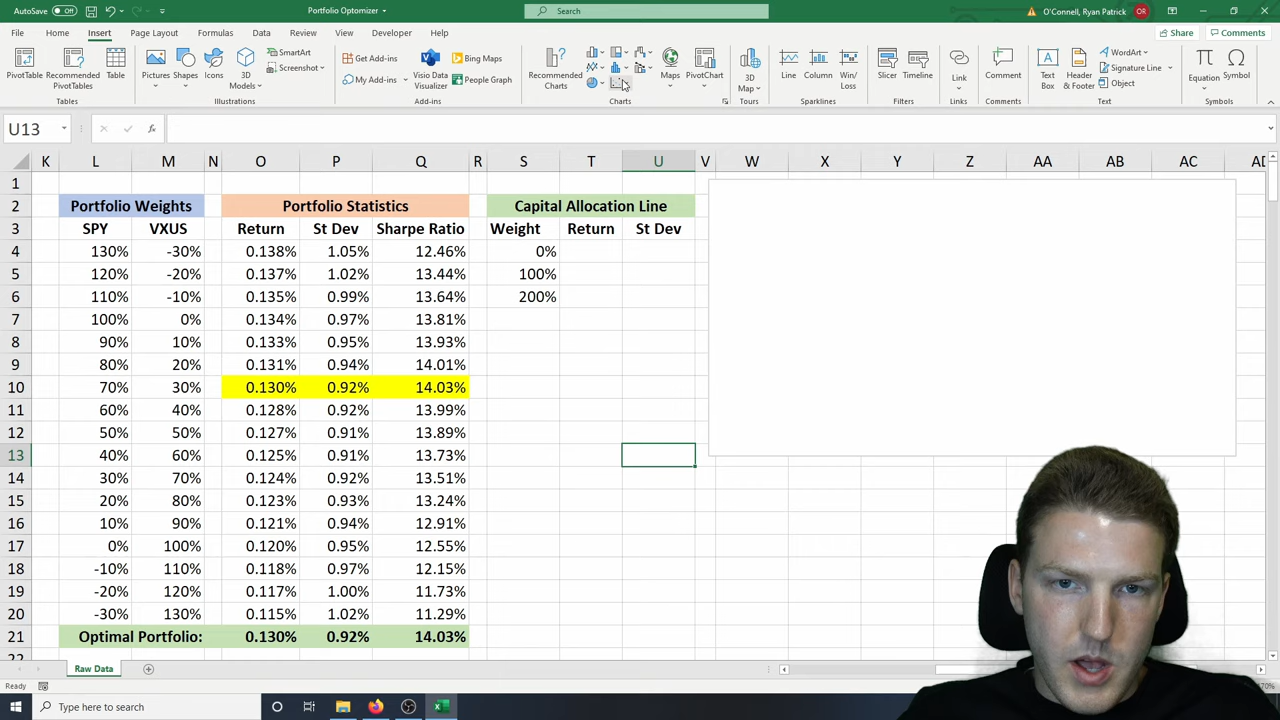 AutoSave Off
Portfolio Optimizer
Search
O'Connell, Ryan Patrick OR
File Home Insert Page Layout Formulas Data Review View Developer Help
Share Comments
PivotTable
Recommended PivotTables
Table
Tables
Pictures
Shapes
Icons
3D Models
SmartArt
Screenshot
Illustrations
Get Add-ins
My Add-ins
Visio Data Visualizer
Bing Maps
People Graph
Add-ins
Recommended Charts
Maps
PivotChart
Charts
3D Map
Tours
Line
Column
Win/Loss
Sparklines
Slicer
Timeline
Filters
Link
Links
Comment
Comments
Text Box
Header & Footer
WordArt
Signature Line
Object
Text
Equation
Symbol
Symbols
U13 fx
K L M N O P Q R S T U V W X Y Z AA AB AC AD
1
2 Portfolio Weights Portfolio Statistics Capital Allocation Line
3 SPY VXUS Return St Dev Sharpe Ratio Weight Return St Dev
4 130% -30% 0.138% 1.05% 12.46% 0%
5 120% -20% 0.137% 1.02% 13.44% 100%
6 110% -10% 0.135% 0.99% 13.64% 200%
7 100% 0% 0.134% 0.97% 13.81%
8 90% 10% 0.133% 0.95% 13.93%
9 80% 20% 0.131% 0.94% 14.01%
10 70% 30% 0.130% 0.92% 14.03%
11 60% 40% 0.128% 0.92% 13.99%
12 50% 50% 0.127% 0.91% 13.89%
13 40% 60% 0.125% 0.91% 13.73%
14 30% 70% 0.124% 0.92% 13.51%
15 20% 80% 0.123% 0.93% 13.24%
16 10% 90% 0.121% 0.94% 12.91%
17 0% 100% 0.120% 0.95% 12.55%
18 -10% 110% 0.118% 0.97% 12.15%
19 -20% 120% 0.117% 1.00% 11.73%
20 -30% 130% 0.115% 1.02% 11.29%
21 Optimal Portfolio: 0.130% 0.92% 14.03%
22
Raw Data
Ready
Type here to search